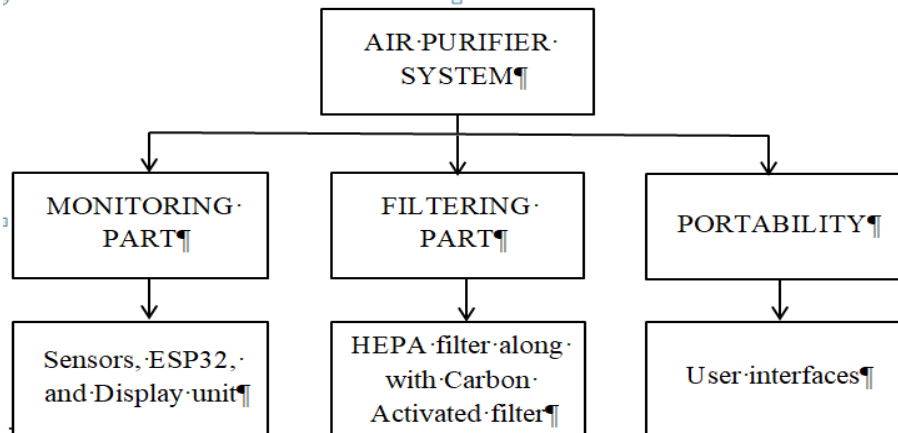 AIR PURIFIER
SYSTEM¶
MONITORING
PART¶
FILTERING
PART¶
PORTABILITY¶
Sensors, ESP32,
and Display unit¶
HEPA filter along
with Carbon
Activated filter¶
User interfaces¶